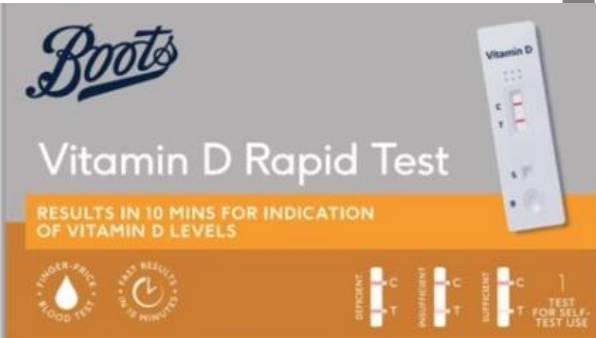 Boots
Vitamin D
C
T
S
B
Vitamin D Rapid Test
RESULTS IN 10 MINS FOR INDICATION
OF VITAMIN D LEVELS
FINGER-PRICK
BLOOD TEST
FAST RESULTS
IN 10 MINUTES
DEFICIENT
C
T
INSUFFICIENT
C
T
SUFFICIENT
C
T
1
TEST
FOR SELF-
TEST USE